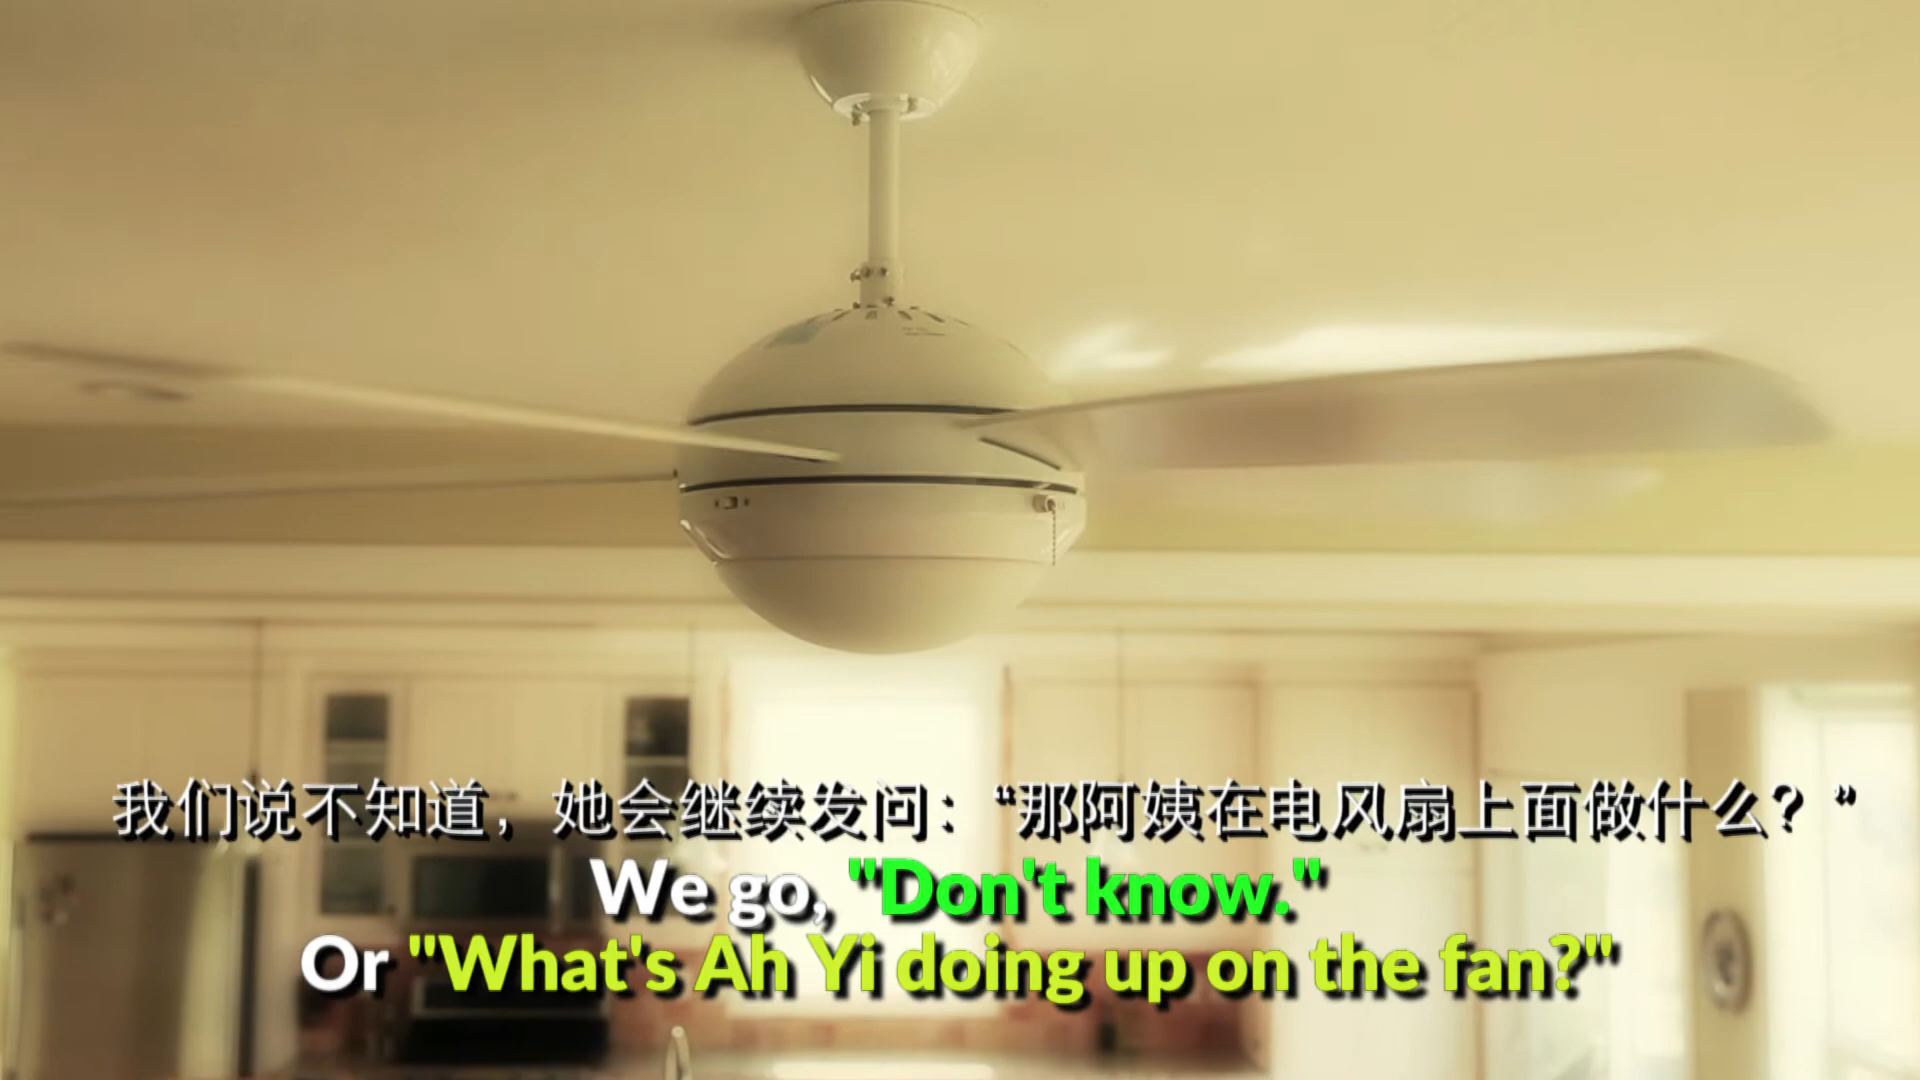 我们说不知道，她会继续发问：“那阿姨在电风扇上面做什么？”
We go, "Don't know."
Or "What's Ah Yi doing up on the fan?"